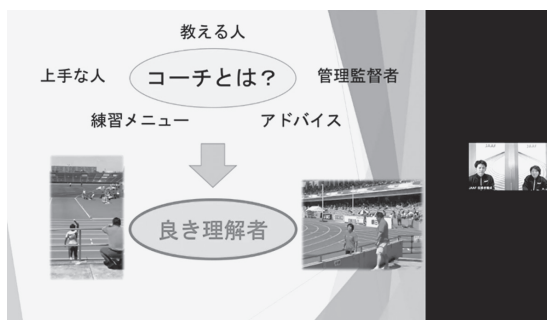 教える人
上手な人
コーチとは？
管理監督者
練習メニュー
アドバイス
良き理解者